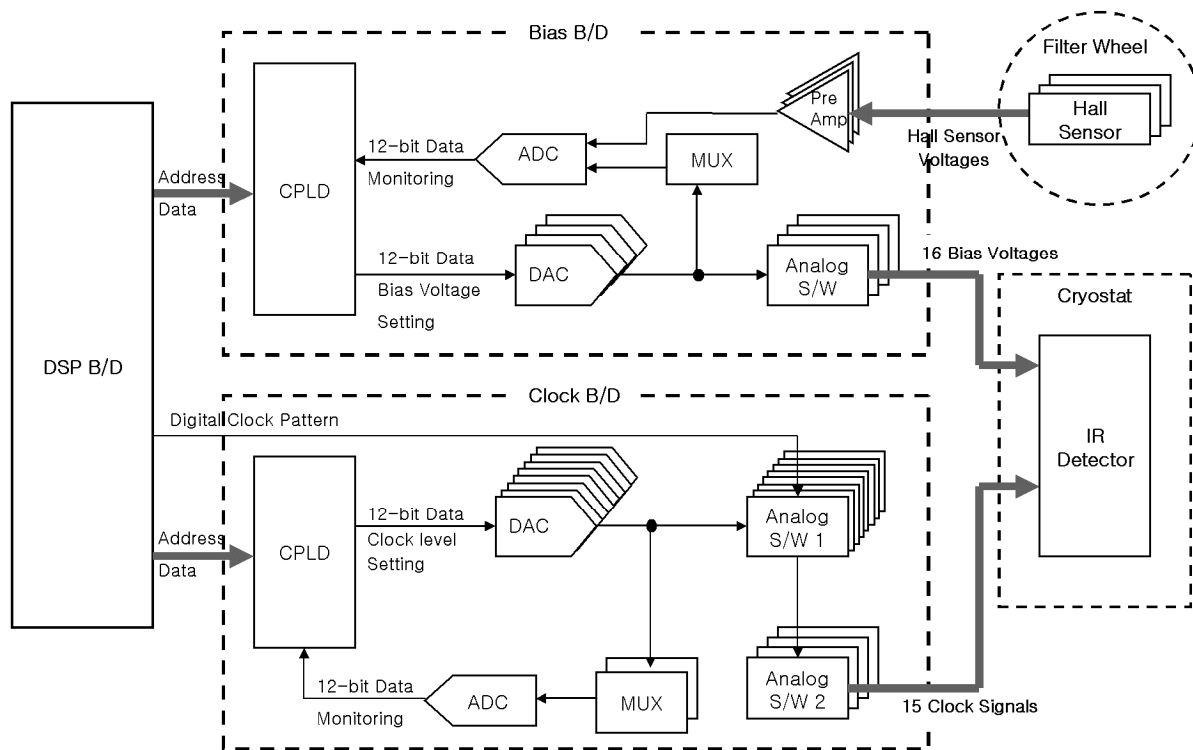 Bias B/D
Filter Wheel
Hall
Sensor
Pre
Amp
Hall Sensor
Voltages
ADC
MUX
12-bit Data
Monitoring
CPLD
Address
Data
12-bit Data
Bias Voltage
Setting
DAC
Analog
S/W
16 Bias Voltages
Cryostat
DSP B/D
IR
Detector
Clock B/D
Digital Clock Pattern
12-bit Data
Clock level
Setting
DAC
Analog
S/W 1
CPLD
Address
Data
12-bit Data
Monitoring
ADC
MUX
Analog
S/W 2
15 Clock Signals